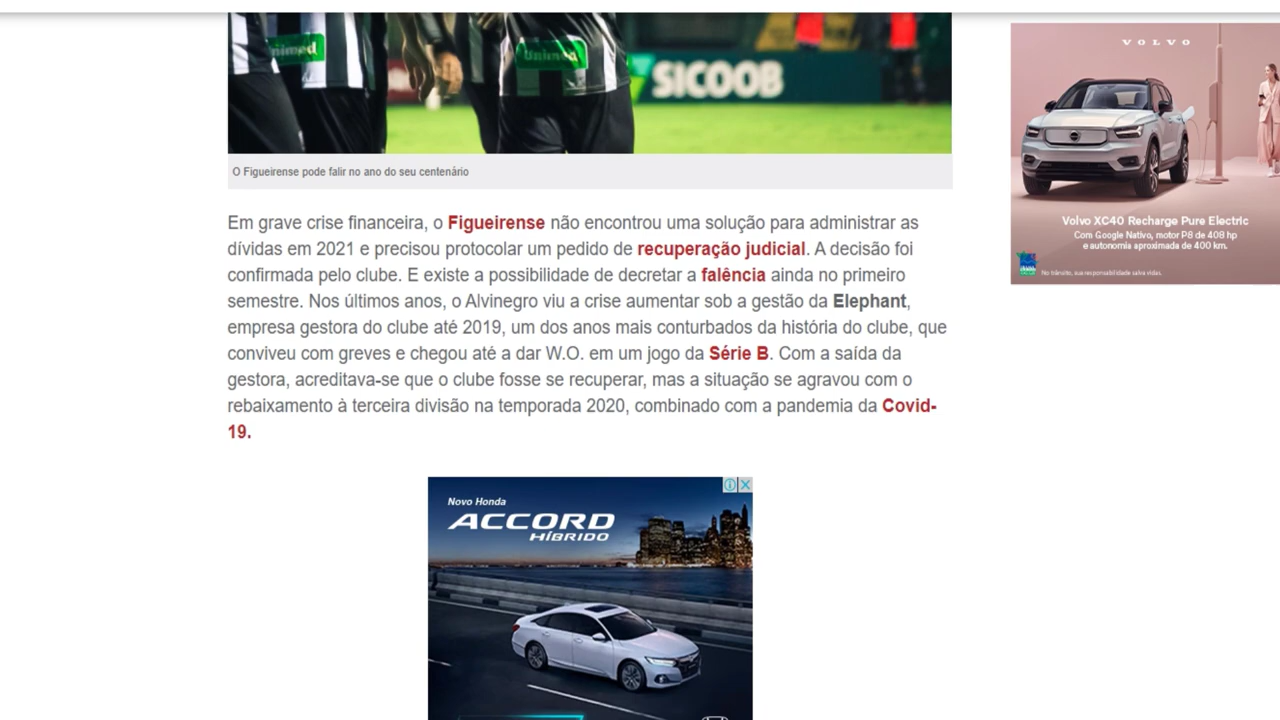 Unimed
Unimed
SICOOB
O Figueirense pode falir no ano do seu centenário
Em grave crise financeira, o Figueirense não encontrou uma solução para administrar as
dívidas em 2021 e precisou protocolar um pedido de recuperação judicial. A decisão foi
confirmada pelo clube. E existe a possibilidade de decretar a falência ainda no primeiro
semestre. Nos últimos anos, o Alvinegro viu a crise aumentar sob a gestão da Elephant,
empresa gestora do clube até 2019, um dos anos mais conturbados da história do clube, que
conviveu com greves e chegou até a dar W.O. em um jogo da Série B. Com a saída da
gestora, acreditava-se que o clube fosse se recuperar, mas a situação se agravou com o
rebaixamento à terceira divisão na temporada 2020, combinado com a pandemia da Covid-
19.
VOLVO
Volvo XC40 Recharge Pure Electric
Com Google Nativo, motor P8 de 408 hp
e autonomia aproximada de 400 km.
No trânsito, sua responsabilidade salva vidas.
Novo Honda
ACCORD
HÍBRIDO